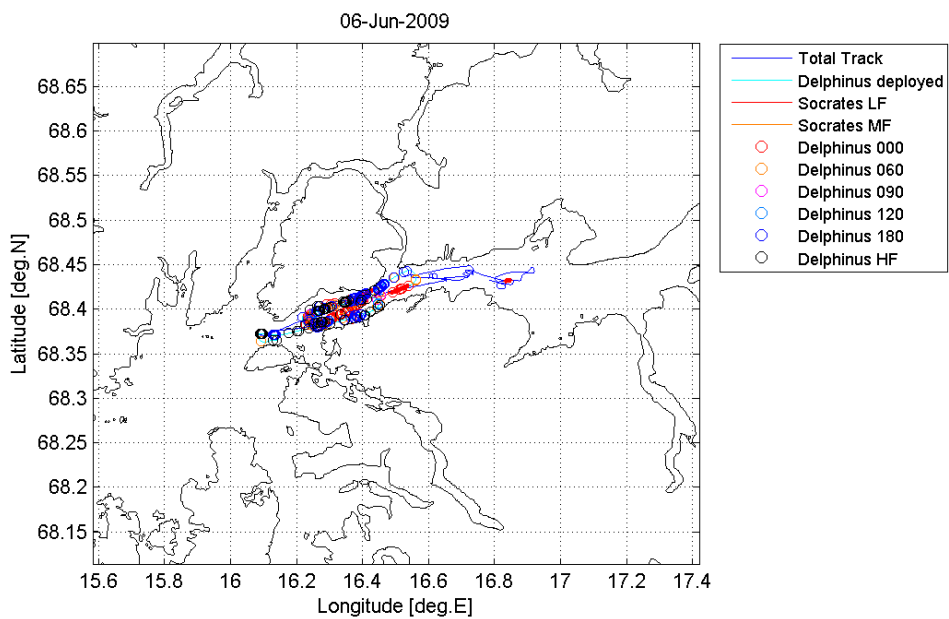 06-Jun-2009
Total Track
Delphinus deployed
Socrates LF
Socrates MF
Delphinus 000
Delphinus 060
Delphinus 090
Delphinus 120
Delphinus 180
Delphinus HF
Latitude [deg.N]
68.65
68.6
68.55
68.5
68.45
68.4
68.35
68.3
68.25
68.2
68.15
15.6 15.8 16 16.2 16.4 16.6 16.8 17 17.2 17.4
Longitude [deg.E]